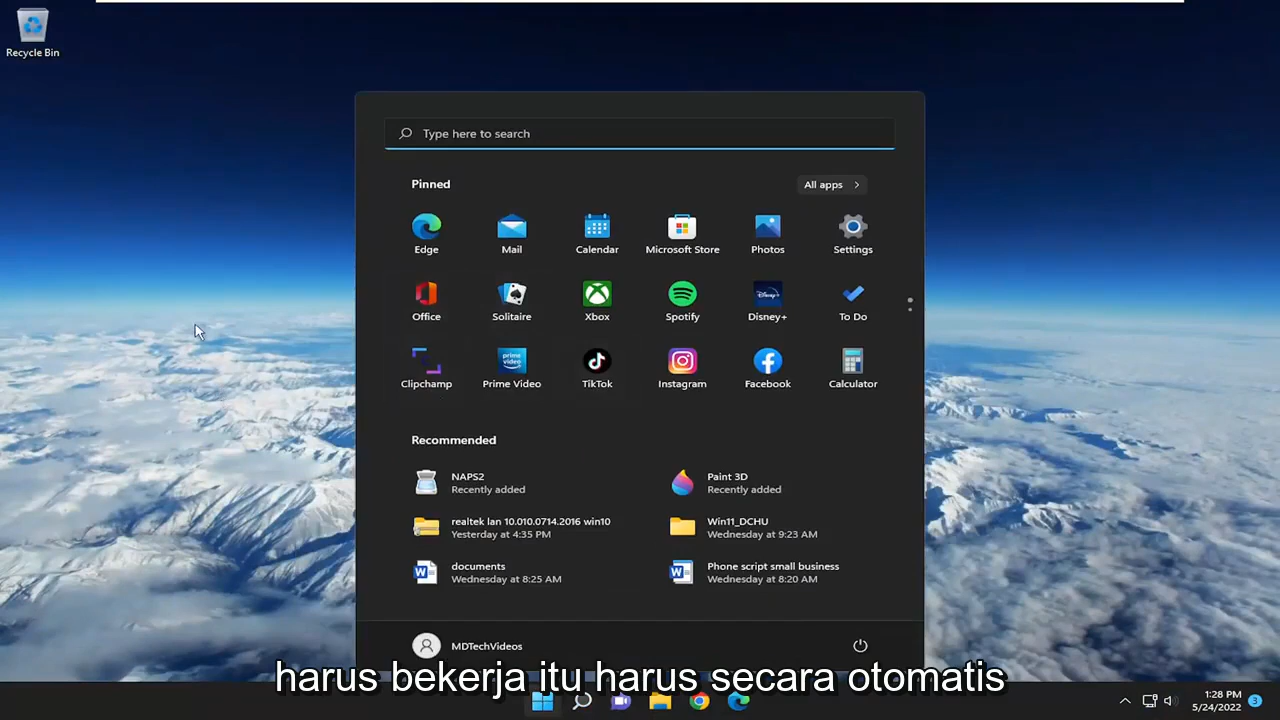 Recycle Bin
Type here to search
Pinned
All apps
Edge
Mail
Calendar
Microsoft Store
Photos
Settings
Office
Solitaire
Xbox
Spotify
Disney+
To Do
Clipchamp
Prime Video
TikTok
Instagram
Facebook
Calculator
Recommended
NAPS2
Recently added
Paint 3D
Recently added
realtek lan 10.010.0714.2016 win10
Yesterday at 4:35 PM
Win11_DCHU
Wednesday at 9:23 AM
documents
Wednesday at 8:25 AM
Phone script small business
Wednesday at 8:20 AM
MDTechVideos
harus bekerja itu harus secara otomatis
1:28 PM
5/24/2022
3